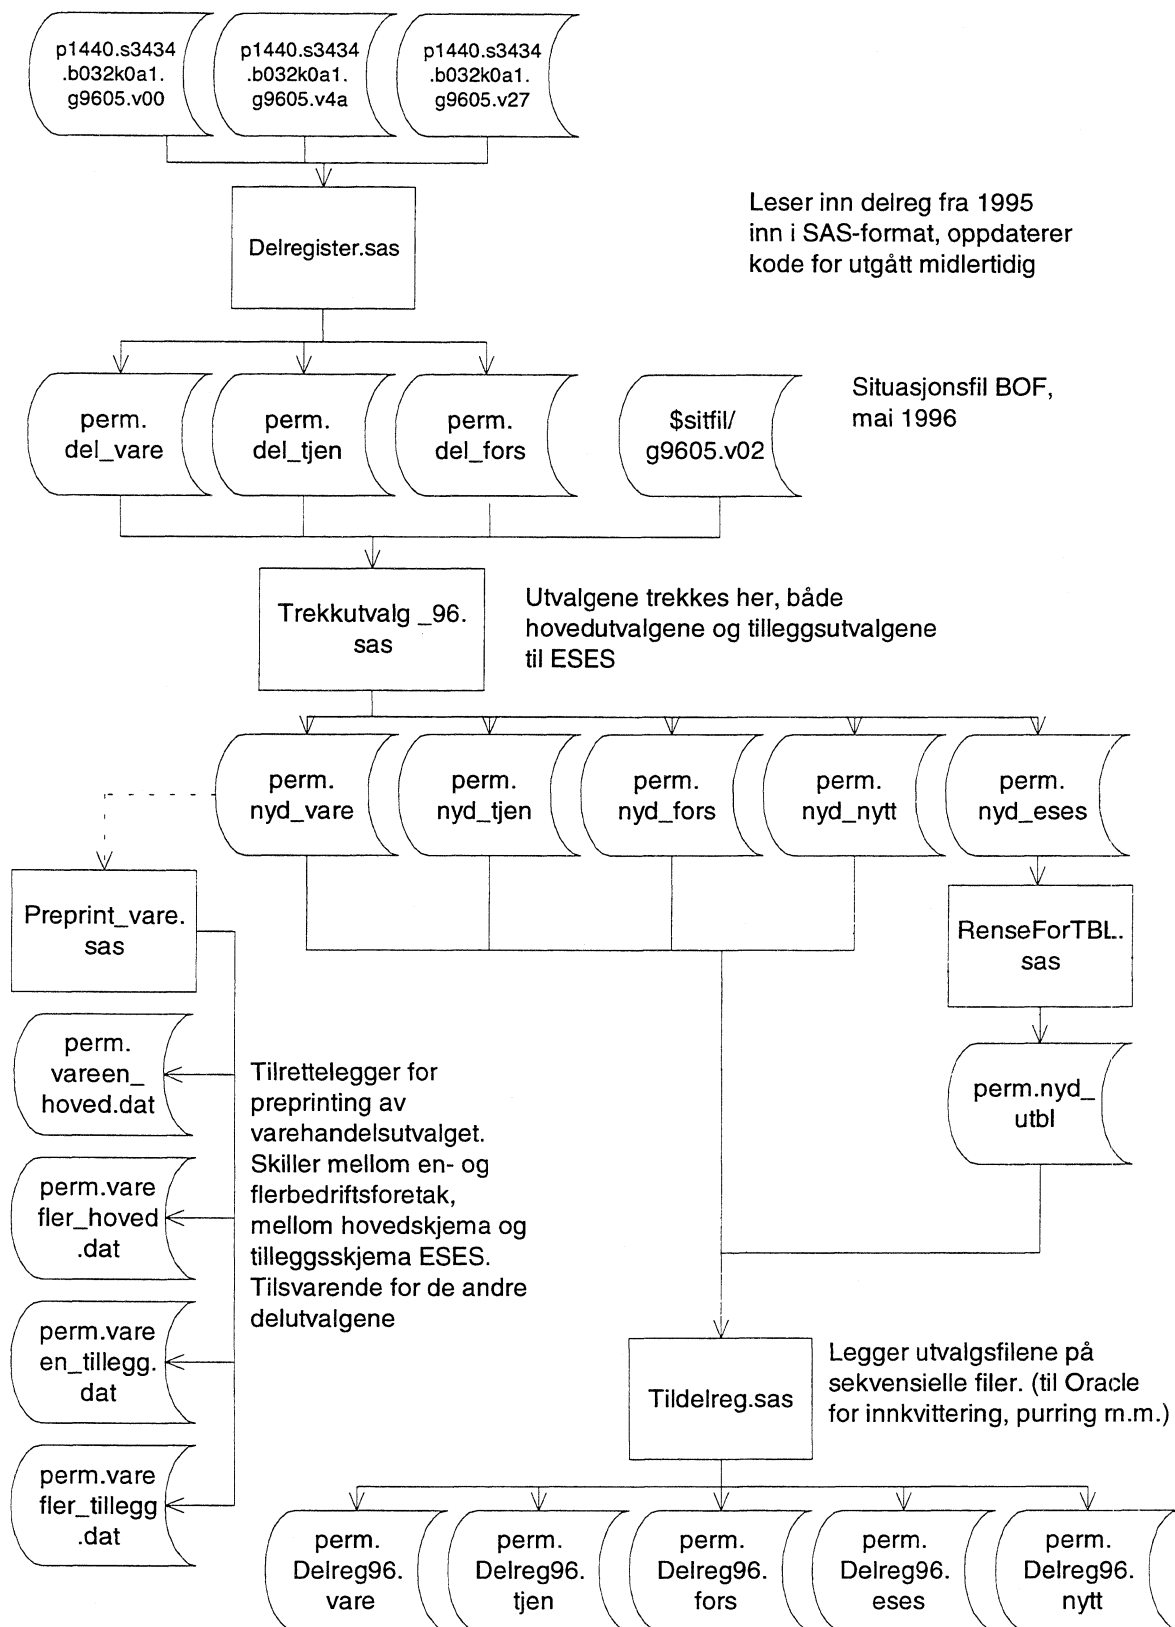 p1440.s3434
.b032k0a1.
g9605.v00
p1440.s3434
.b032k0a1.
g9605.v4a
p1440.s3434
.b032k0a1.
g9605.v27
Delregister.sas
Leser inn delreg fra 1995
inn i SAS-format, oppdaterer
kode for utgått midlertidig
perm.
del_vare
perm.
del_tjen
perm.
del_fors
$sitfil/
g9605.v02
Situasjonsfil BOF,
mai 1996
Trekkutvalg _96.
sas
Utvalgene trekkes her, både
hovedutvalgene og tilleggsutvalgene
til ESES
perm.
nyd_vare
perm.
nyd_tjen
perm.
nyd_fors
perm.
nyd_nytt
perm.
nyd_eses
Preprint_vare.
sas
RenseForTBL.
sas
perm.
vareen_
hoved.dat
perm.vare
fler_hoved
.dat
perm.vare
en_tillegg.
dat
perm.vare
fler_tillegg
.dat
Tilrettelegger for
preprinting av
varehandelsutvalget.
Skiller mellom en- og
flerbedriftsforetak,
mellom hovedskjema og
tilleggsskjema ESES.
Tilsvarende for de andre
delutvalgene
perm.nyd_
utbl
Tildelreg.sas
Legger utvalgsfilene på
sekvensielle filer. (til Oracle
for innkvittering, purring m.m.)
perm.
Delreg96.
vare
perm.
Delreg96.
tjen
perm.
Delreg96.
fors
perm.
Delreg96.
eses
perm.
Delreg96.
nytt